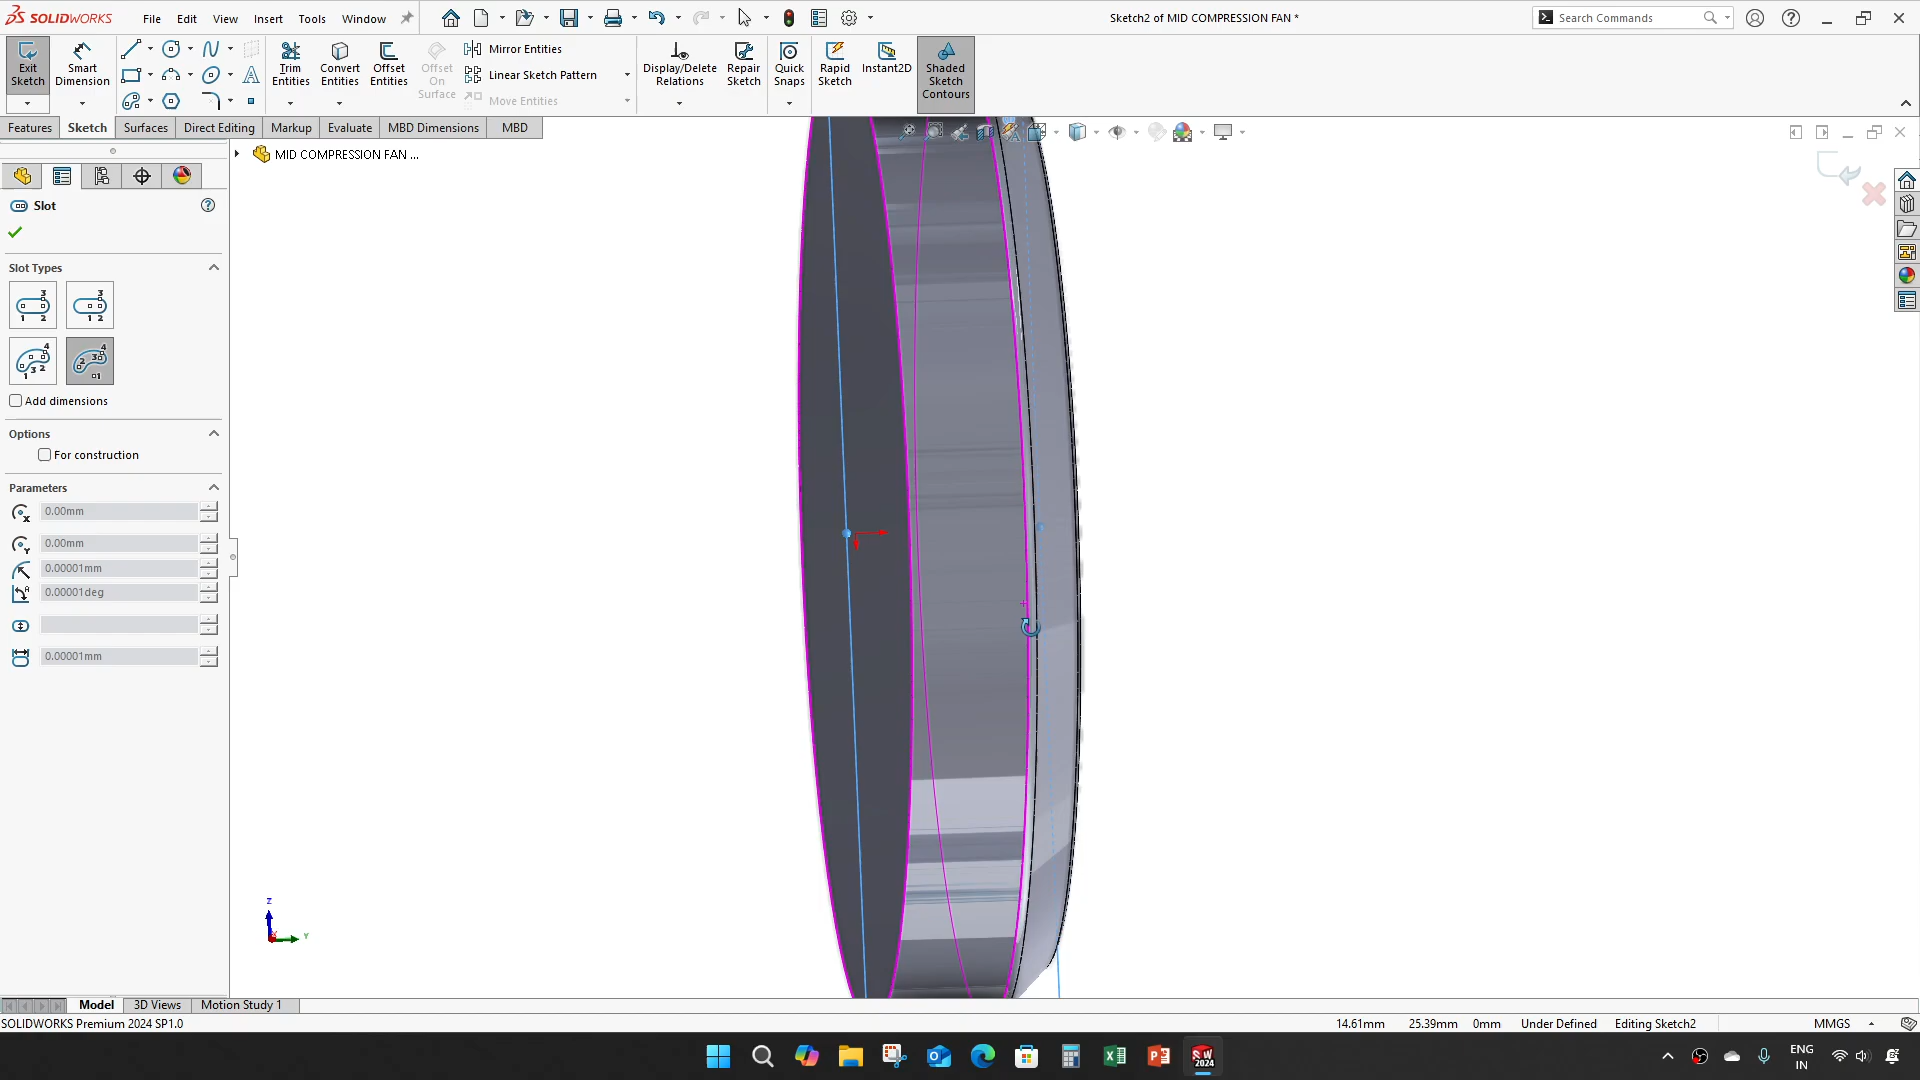 SOLIDWORKS
File Edit View Insert Tools Window
Sketch2 of MID COMPRESSION FAN *
Search Commands
Exit Sketch
Smart Dimension
Trim Entities
Convert Entities
Offset Entities
Offset On Surface
Mirror Entities
Linear Sketch Pattern
Move Entities
Display/Delete Relations
Repair Sketch
Quick Snaps
Rapid Sketch
Instant2D
Shaded Sketch Contours
Features Sketch Surfaces Direct Editing Markup Evaluate MBD Dimensions MBD
MID COMPRESSION FAN ...
Slot
Slot Types
Add dimensions
Options
For construction
Parameters
0.00mm
0.00mm
0.00001mm
0.00001deg
0.00001mm
Z
X
Y
Model 3D Views Motion Study 1
SOLIDWORKS Premium 2024 SP1.0
14.61mm 25.39mm 0mm Under Defined Editing Sketch2 MMGS
ENG
IN